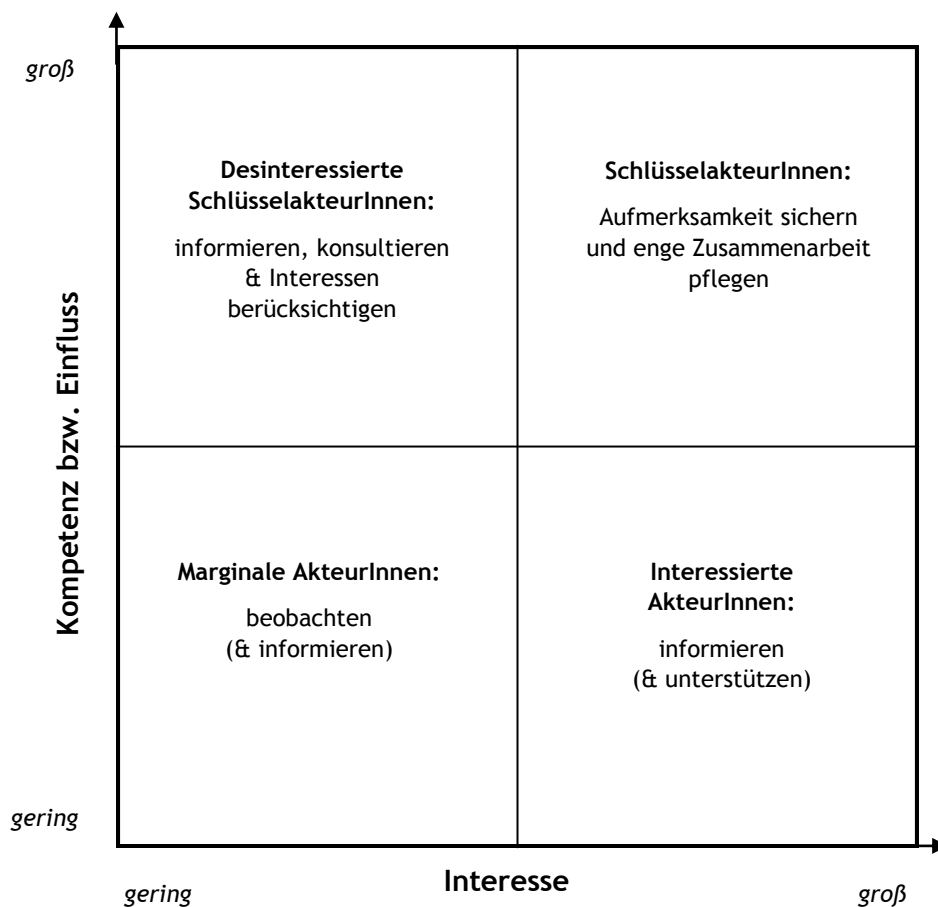 groß
Desinteressierte
SchlüsselakteurInnen:
informieren, konsultieren
& Interessen
berücksichtigen
SchlüsselakteurInnen:
Aufmerksamkeit sichern
und enge Zusammenarbeit
pflegen
Kompetenz bzw. Einfluss
Marginale AkteurInnen:
beobachten
(& informieren)
Interessierte
AkteurInnen:
informieren
(& unterstützen)
gering
gering
Interesse
groß